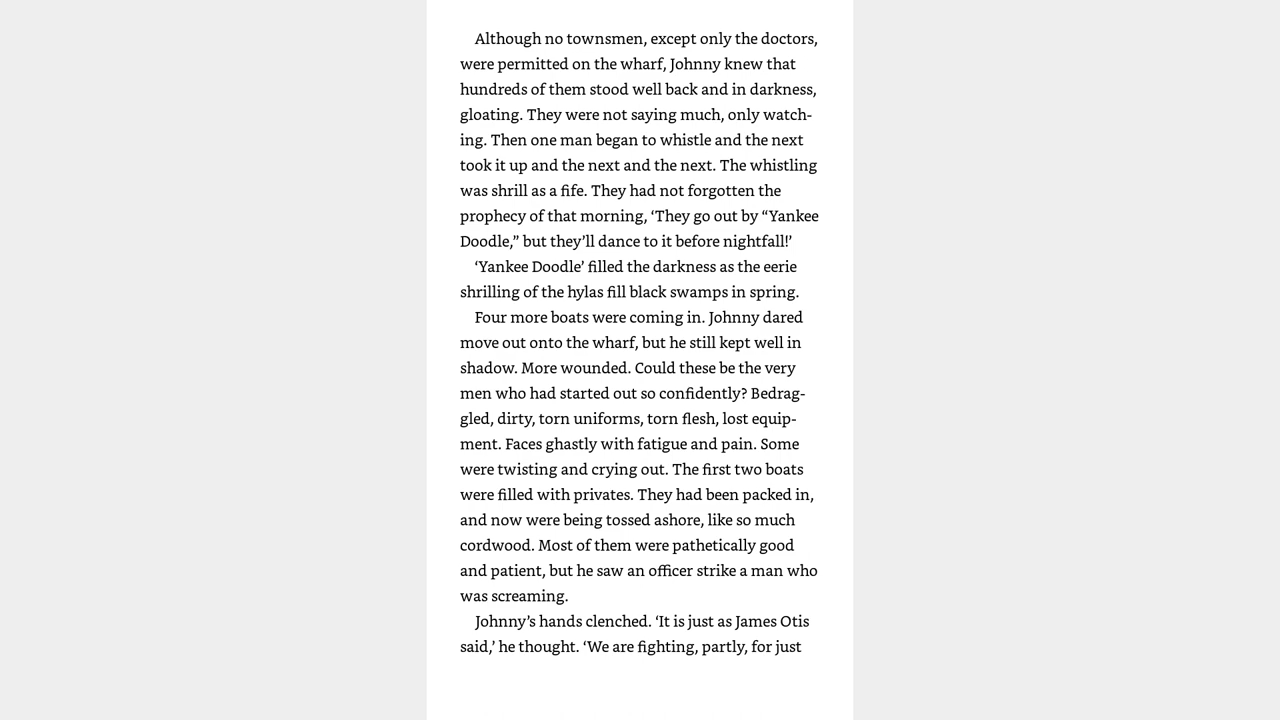 Although no townsmen, except only the doctors,
were permitted on the wharf, Johnny knew that
hundreds of them stood well back and in darkness,
gloating. They were not saying much, only watch-
ing. Then one man began to whistle and the next
took it up and the next and the next. The whistling
was shrill as a fife. They had not forgotten the
prophecy of that morning, ‘They go out by “Yankee
Doodle,” but they’ll dance to it before nightfall!’
‘Yankee Doodle’ filled the darkness as the eerie
shrilling of the hylas fill black swamps in spring.
Four more boats were coming in. Johnny dared
move out onto the wharf, but he still kept well in
shadow. More wounded. Could these be the very
men who had started out so confidently? Bedrag-
gled, dirty, torn uniforms, torn flesh, lost equip-
ment. Faces ghastly with fatigue and pain. Some
were twisting and crying out. The first two boats
were filled with privates. They had been packed in,
and now were being tossed ashore, like so much
cordwood. Most of them were pathetically good
and patient, but he saw an officer strike a man who
was screaming.
Johnny’s hands clenched. ‘It is just as James Otis
said,’ he thought. ‘We are fighting, partly, for just